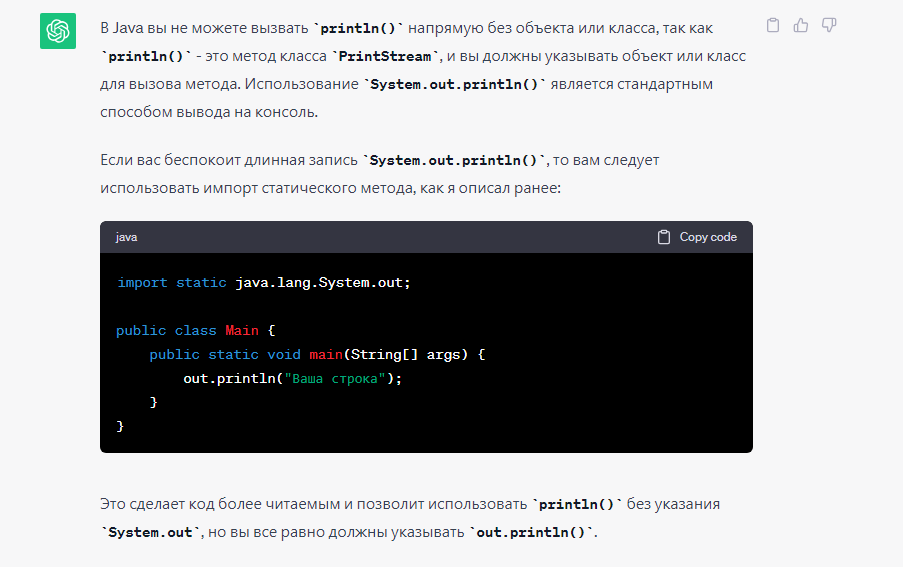 В Java вы не можете вызвать `println()` напрямую без объекта или класса, так как
`println()` - это метод класса `PrintStream`, и вы должны указывать объект или класс
для вызова метода. Использование `System.out.println()` является стандартным
способом вывода на консоль.
Если вас беспокоит длинная запись `System.out.println()`, то вам следует
использовать импорт статического метода, как я описал ранее:
java Copy code
import static java.lang.System.out;
public class Main {
    public static void main(String[] args) {
        out.println("Ваша строка");
    }
}
Это сделает код более читаемым и позволит использовать `println()` без указания
`System.out`, но вы все равно должны указывать `out.println()`.